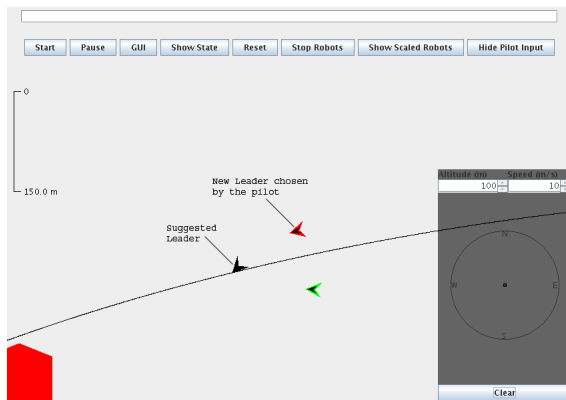 Start Pause GUI Show State Reset Stop Robots Show Scaled Robots Hide Pilot Input
0
150.0 m
New Leader chosen
by the pilot
Suggested
Leader
Altitude (m) Speed (m/s)
100 10
N
W E
S
Clear